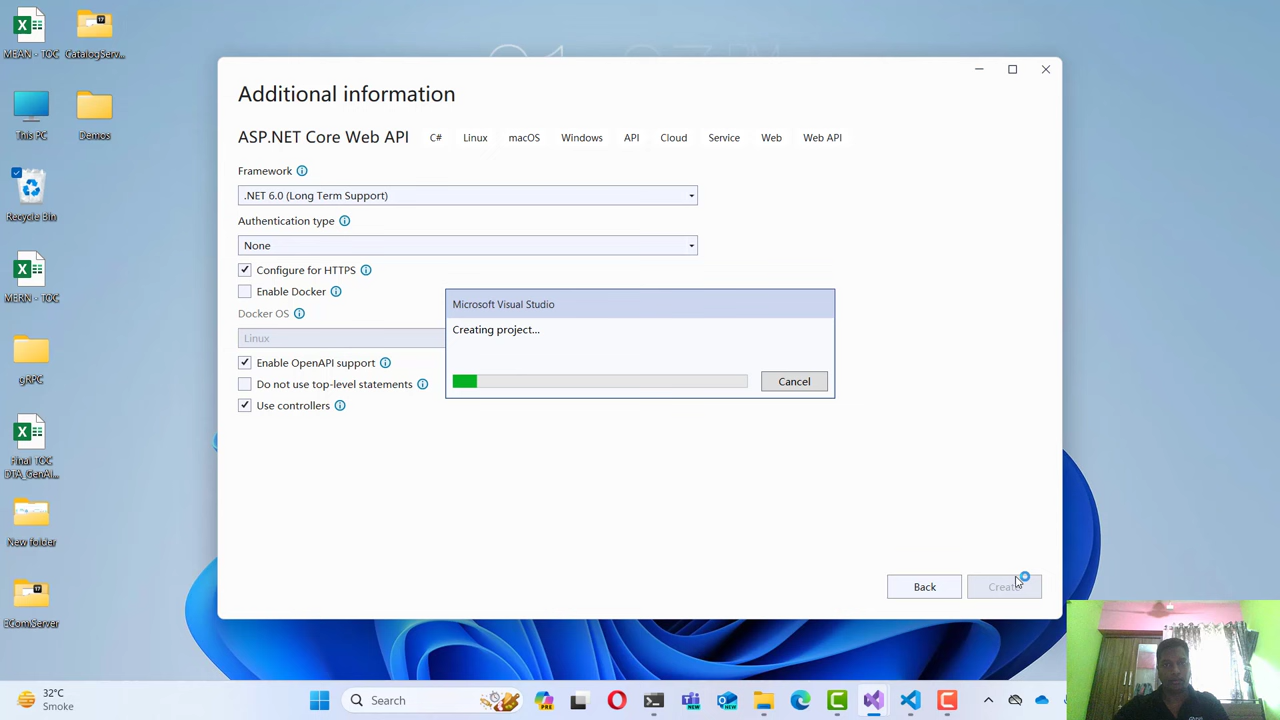 MEAN - TOC
CatalogServ...
This PC
Demos
Recycle Bin
MERN - TOC
gRPC
Final TOC
DTA_GenAI...
New folder
EComServer
Additional information
ASP.NET Core Web API
C#
Linux
macOS
Windows
API
Cloud
Service
Web
Web API
Framework
.NET 6.0 (Long Term Support)
Authentication type
None
Configure for HTTPS
Enable Docker
Docker OS
Linux
Enable OpenAPI support
Do not use top-level statements
Use controllers
Microsoft Visual Studio
Creating project...
Cancel
Back
Create
32°C
Smoke
Search